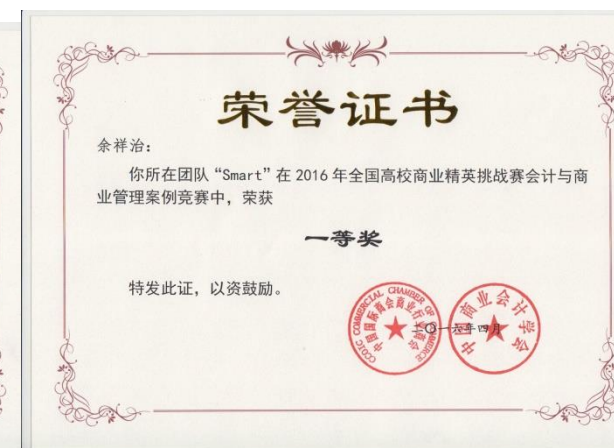 荣誉证书
余祥治：
你所在团队“Smart”在 2016 年全国高校商业精英挑战赛会计与商
业管理案例竞赛中，荣获
一等奖
特发此证，以资鼓励。
CCOIC COMMERCIAL CHAMBER OF COMMERCE
中国国际商会商业行业商会
中国商业会计学会
二〇一六年四月